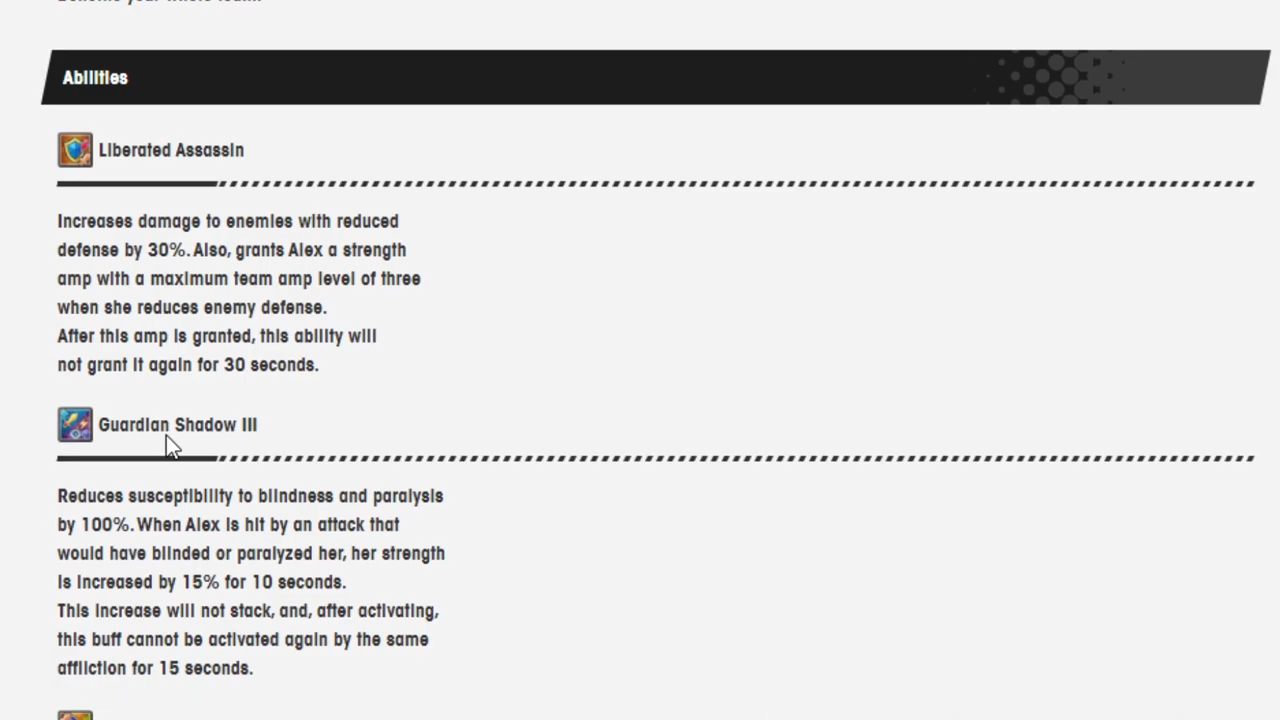 Abilities
Liberated Assassin
Increases damage to enemies with reduced
defense by 30%. Also, grants Alex a strength
amp with a maximum team amp level of three
when she reduces enemy defense.
After this amp is granted, this ability will
not grant it again for 30 seconds.
Guardian Shadow III
Reduces susceptibility to blindness and paralysis
by 100%. When Alex is hit by an attack that
would have blinded or paralyzed her, her strength
is increased by 15% for 10 seconds.
This increase will not stack, and, after activating,
this buff cannot be activated again by the same
affliction for 15 seconds.